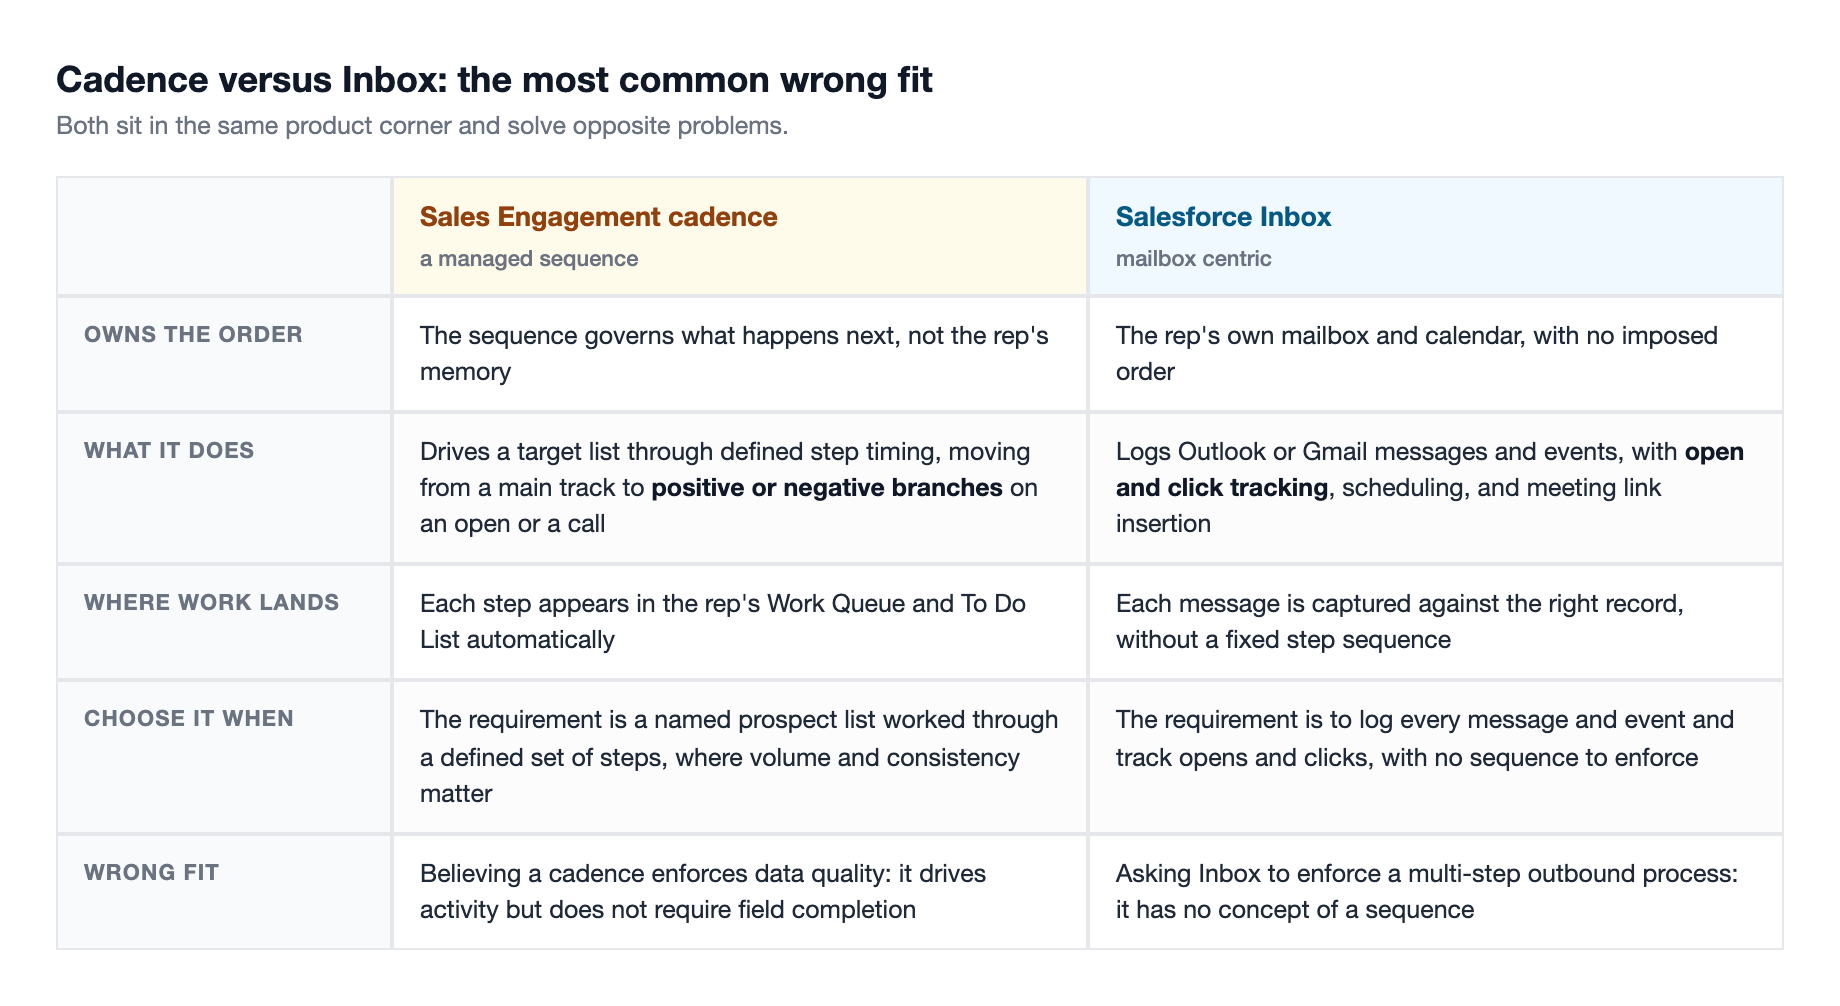 Cadence versus Inbox: the most common wrong fit
Both sit in the same product corner and solve opposite problems.
Sales Engagement cadence
a managed sequence
Salesforce Inbox
mailbox centric
OWNS THE ORDER
The sequence governs what happens next, not the rep's
memory
The rep's own mailbox and calendar, with no imposed
order
WHAT IT DOES
Drives a target list through defined step timing, moving
from a main track to positive or negative branches on
an open or a call
Logs Outlook or Gmail messages and events, with open
and click tracking, scheduling, and meeting link
insertion
WHERE WORK LANDS
Each step appears in the rep's Work Queue and To Do
List automatically
Each message is captured against the right record,
without a fixed step sequence
CHOOSE IT WHEN
The requirement is a named prospect list worked through
a defined set of steps, where volume and consistency
matter
The requirement is to log every message and event and
track opens and clicks, with no sequence to enforce
WRONG FIT
Believing a cadence enforces data quality: it drives
activity but does not require field completion
Asking Inbox to enforce a multi-step outbound process:
it has no concept of a sequence